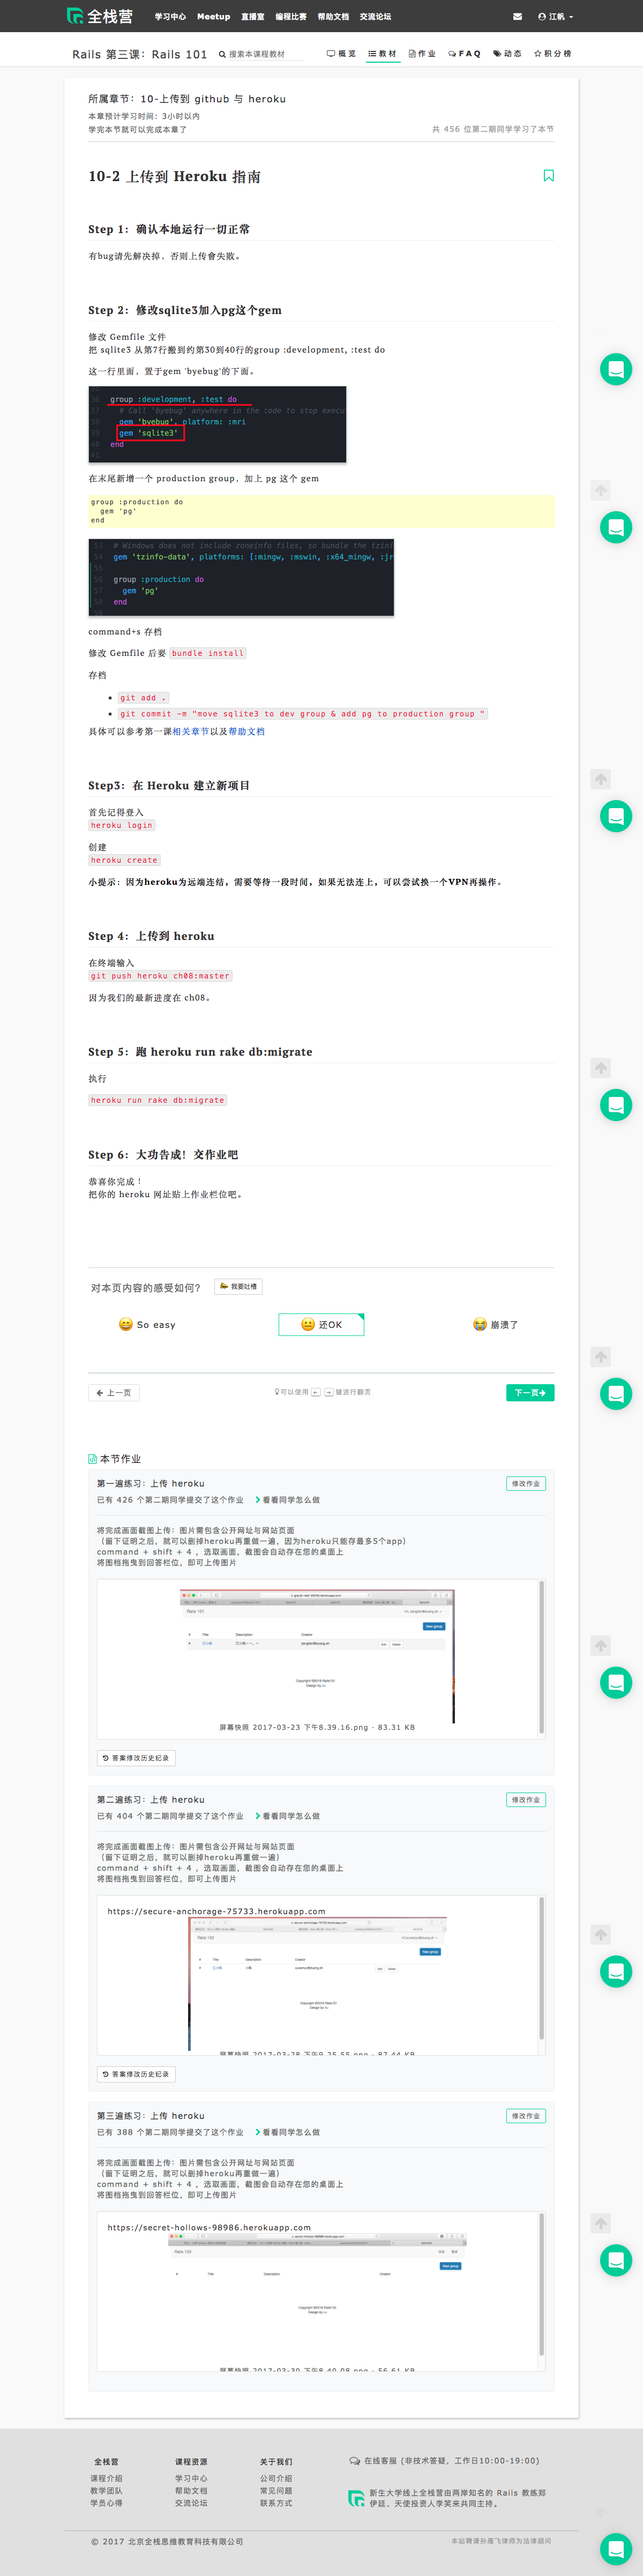 全栈营 学习中心 Meetup 直播室 编程比赛 帮助文档 交流论坛 江帆
Rails 第三课：Rails 101 搜索本课程教材 概览 教材 作业 FAQ 动态 积分榜
所属章节：10-上传到 github 与 heroku
本章预计学习时间：3小时以内
学完本节就可以完成本章了 共 456 位第二期同学学习了本节
10-2 上传到 Heroku 指南
Step 1：确认本地运行一切正常
有bug请先解决掉，否则上传會失敗。
Step 2：修改sqlite3加入pg这个gem
修改 Gemfile 文件
把 sqlite3 从第7行搬到约第30到40行的group :development, :test do
这一行里面，置于gem 'byebug'的下面。
36 group :development, :test do
37 # Call 'byebug' anywhere in the code to stop execu
38 gem 'byebug', platform: :mri
39 gem 'sqlite3'
40 end
41
在末尾新增一个 production group，加上 pg 这个 gem
group :production do
gem 'pg'
end
53 # Windows does not include zoneinfo files, so bundle the tzinf
54 gem 'tzinfo-data', platforms: [:mingw, :mswin, :x64_mingw, :jr
55
56 group :production do
57 gem 'pg'
58 end
command+s 存档
修改 Gemfile 后要 bundle install
存档
git add .
git commit -m "move sqlite3 to dev group & add pg to production group "
具体可以参考第一课相关章节以及帮助文档
Step3：在 Heroku 建立新项目
首先记得登入
heroku login
创建
heroku create
小提示：因为heroku为远端连结，需要等待一段时间，如果无法连上，可以尝试换一个VPN再操作。
Step 4：上传到 heroku
在终端输入
git push heroku ch08:master
因为我们的最新进度在 ch08。
Step 5：跑 heroku run rake db:migrate
执行
heroku run rake db:migrate
Step 6：大功告成！交作业吧
恭喜你完成！
把你的 heroku 网址贴上作业栏位吧。
对本页内容的感受如何? 我要吐槽
So easy 还OK 崩溃了
上一页 可以使用 ← → 键进行翻页 下一页
本节作业
第一遍练习：上传 heroku 修改作业
已有 426 个第二期同学提交了这个作业 看看同学怎么做
将完成画面截图上传：图片需包含公开网址与网站页面
（留下证明之后，就可以删掉heroku再重做一遍，因为heroku只能存最多5个app）
command + shift + 4 ，选取画面，截图会自动存在您的桌面上
将图档拖曳到回答栏位，即可上传图片
Rails 101
New group
# Title Description Creator
Edit Delete
屏幕快照 2017-03-23 下午8.39.16.png · 83.31 KB
答案修改历史纪录
第二遍练习：上传 heroku 修改作业
已有 404 个第二期同学提交了这个作业 看看同学怎么做
将完成画面截图上传：图片需包含公开网址与网站页面
（留下证明之后，就可以删掉heroku再重做一遍）
command + shift + 4 ，选取画面，截图会自动存在您的桌面上
将图档拖曳到回答栏位，即可上传图片
https://secure-anchorage-75733.herokuapp.com
New group
# Title Description Creator
屏幕快照 2017-03-28 下午9.25.55.png · 87.44 KB
答案修改历史纪录
第三遍练习：上传 heroku 修改作业
已有 388 个第二期同学提交了这个作业 看看同学怎么做
将完成画面截图上传：图片需包含公开网址与网站页面
（留下证明之后，就可以删掉heroku再重做一遍）
command + shift + 4 ，选取画面，截图会自动存在您的桌面上
将图档拖曳到回答栏位，即可上传图片
https://secret-hollows-98986.herokuapp.com
New group
# Title Description Creator
屏幕快照 2017-03-30 下午8.40.08.png · 56.61 KB
全栈营 课程资源 关于我们 在线客服 (非技术答疑，工作日10:00-19:00)
课程介绍 学习中心 公司介绍
教学团队 帮助文档 常见问题
学员心得 交流论坛 联系方式
新生大学线上全栈营由两岸知名的 Rails 教练郑
伊廷、天使投资人李笑来共同主持。
© 2017 北京全栈思维教育科技有限公司 本站聘请孙雁飞律师为法律顾问